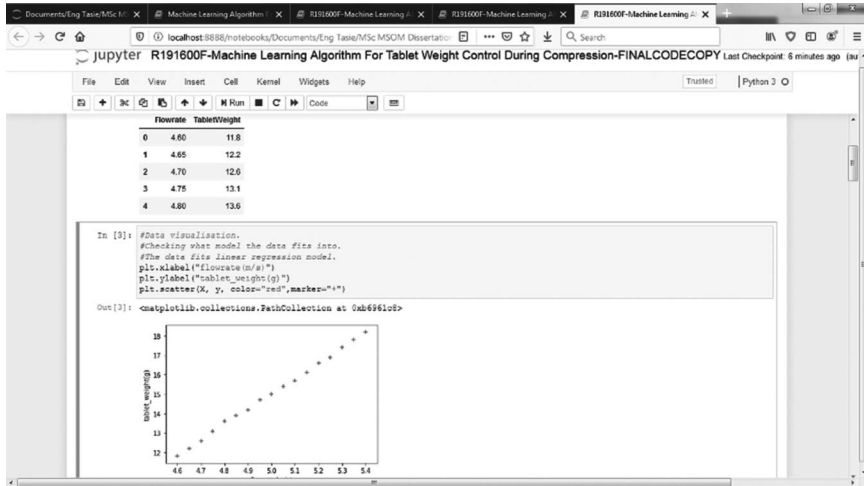 Documents/Eng Tasie/MSc M
Machine Learning Algorithm F
R191600F-Machine Learning A
R191600F-Machine Learning A
R191600F-Machine Learning A
localhost:8888/notebooks/Documents/Eng Tasie/MSc MSOM Dissertation
Search
jupyter R191600F-Machine Learning Algorithm For Tablet Weight Control During Compression-FINALCODECOPY Last Checkpoint: 6 minutes ago (au
File Edit View Insert Cell Kernel Widgets Help
Trusted
Python 3
Run
Code
Flowrate TabletWeight
0 4.60 11.8
1 4.65 12.2
2 4.70 12.6
3 4.75 13.1
4 4.80 13.6
In [3]: #Data visualisation.
#Checking what model the data fits into.
#The data fits linear regression model.
plt.xlabel("flowrate(m/s)")
plt.ylabel("tablet_weight(g)")
plt.scatter(X, y, color="red",marker="+")
Out[3]: <matplotlib.collections.PathCollection at 0xb6961c8>
18
17
16
15
14
13
12
tablet_weight(g)
4.6 4.7 4.8 4.9 5.0 5.1 5.2 5.3 5.4